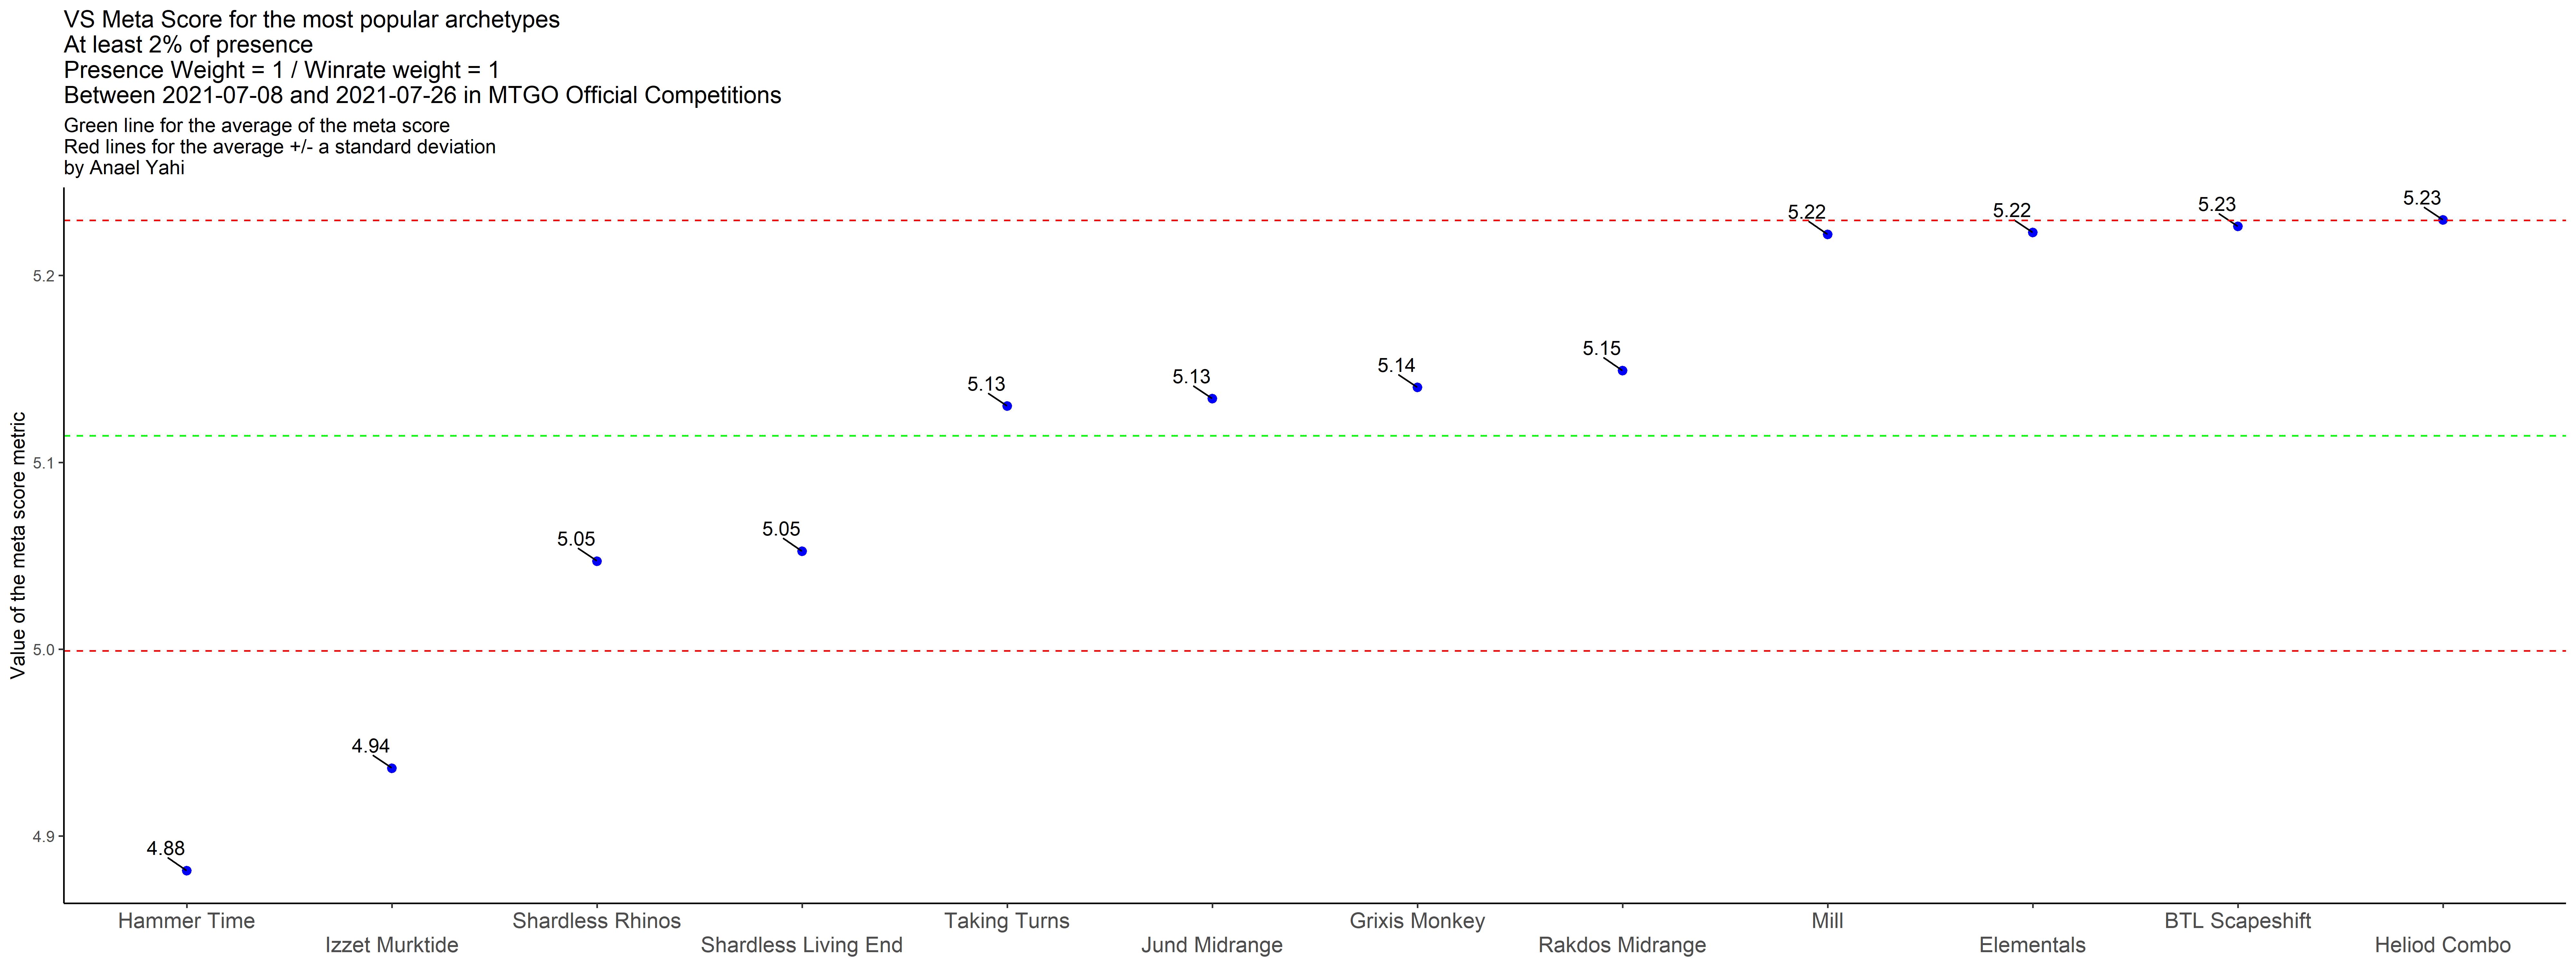 VS Meta Score for the most popular archetypes
At least 2% of presence
Presence Weight = 1 / Winrate weight = 1
Between 2021-07-08 and 2021-07-26 in MTGO Official Competitions
Green line for the average of the meta score
Red lines for the average +/- a standard deviation
by Anael Yahi
Value of the meta score metric
5.2
5.1
5.0
4.9
4.88
4.94
5.05
5.05
5.13
5.13
5.14
5.15
5.22
5.22
5.23
5.23
Hammer Time
Izzet Murktide
Shardless Rhinos
Shardless Living End
Taking Turns
Jund Midrange
Grixis Monkey
Rakdos Midrange
Mill
Elementals
BTL Scapeshift
Heliod Combo